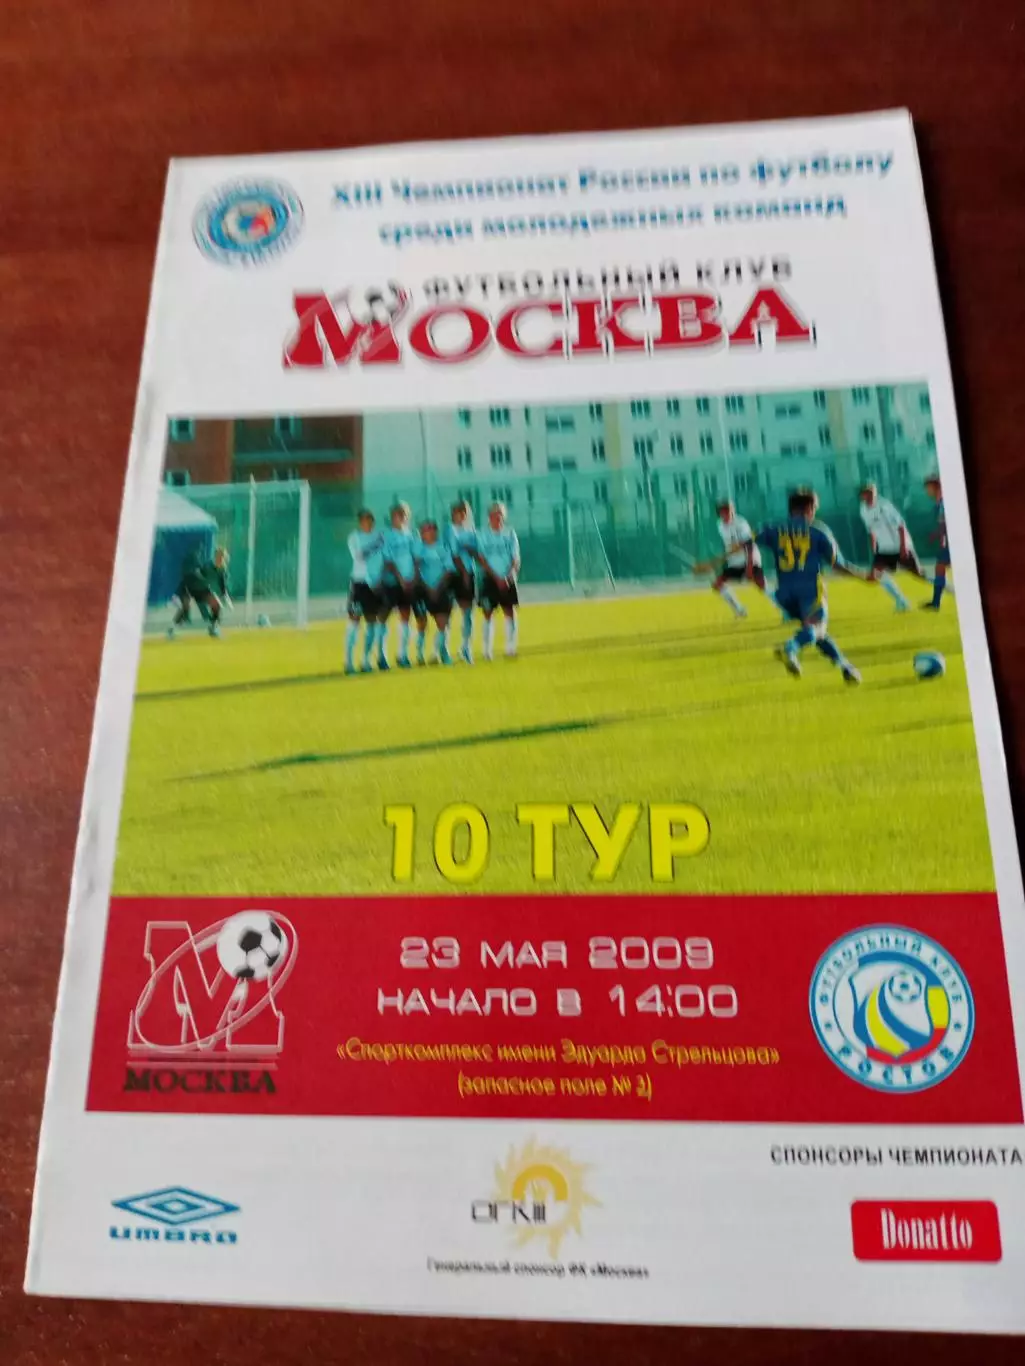 XIII Чемпионат России по футболу
среди молодежных команд
ФУТБОЛЬНЫЙ КЛУБ
МОСКВА
37
10 ТУР
23 МАЯ 2009
НАЧАЛО В 14:00
«Спорткомплекс имени Эдуарда Стрельцова»
(запасное поле № 3)
М
МОСКВА
ФУТБОЛЬНЫЙ КЛУБ
РОСТОВ
СПОНСОРЫ ЧЕМПИОНАТА
UMBRO
ОГКIII
Donatto
Генеральный спонсор ФК «Москва»